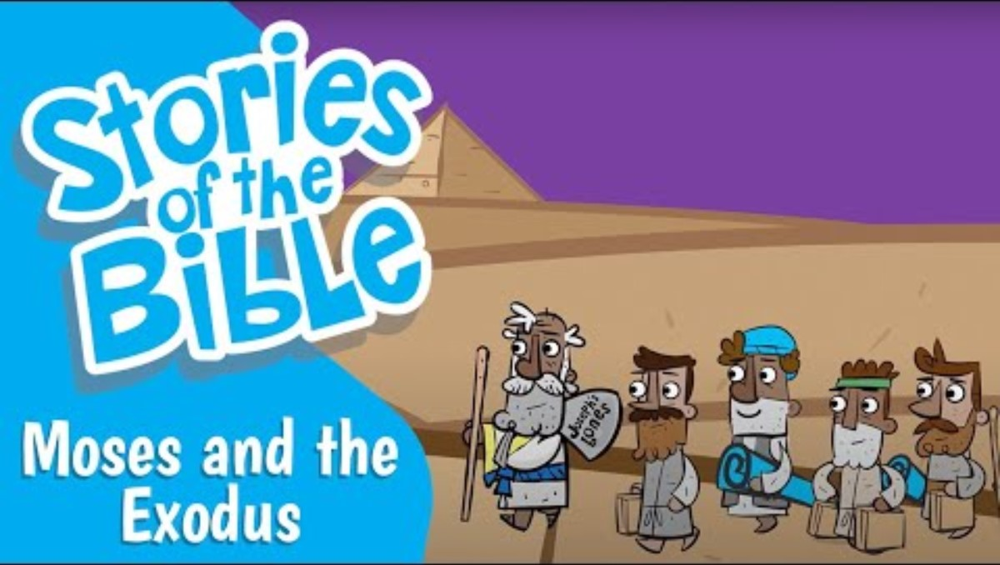 Stories
of the
Bible
Moses and the
Exodus
Joseph's
Bones